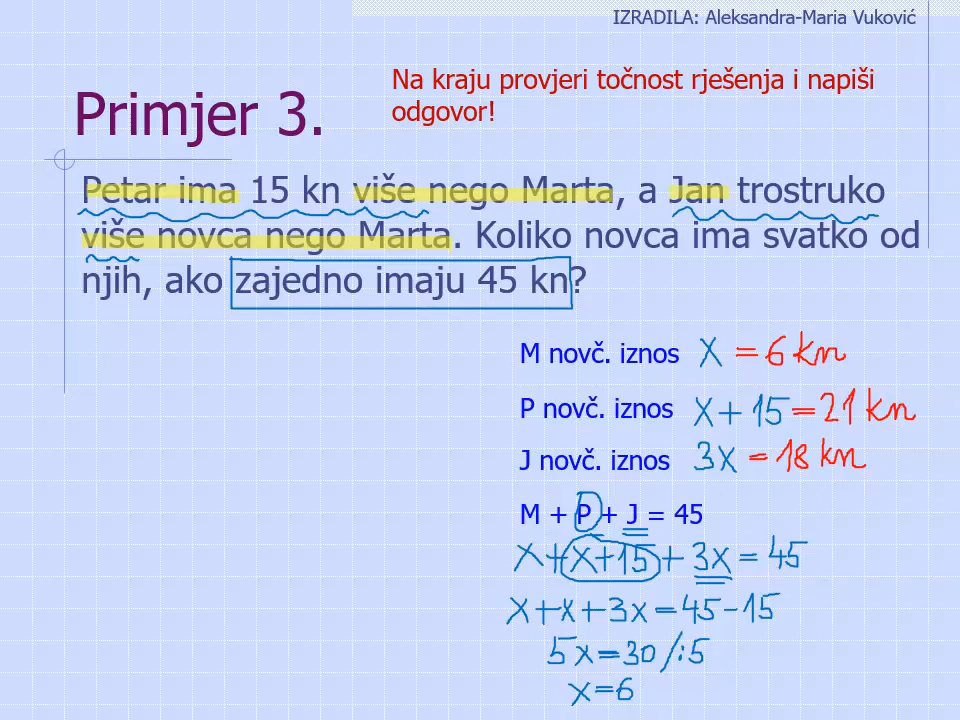 IZRADILA: Aleksandra-Maria Vuković
Na kraju provjeri točnost rješenja i napiši
odgovor!
Primjer 3.
Petar ima 15 kn više nego Marta, a Jan trostruko
više novca nego Marta. Koliko novca ima svatko od
njih, ako zajedno imaju 45 kn?
M novč. iznos x = 6 kn
P novč. iznos x + 15 = 21 kn
J novč. iznos 3x = 18 kn
M + P + J = 45
x + x + 15 + 3x = 45
x + x + 3x = 45 - 15
5x = 30 /:5
x = 6